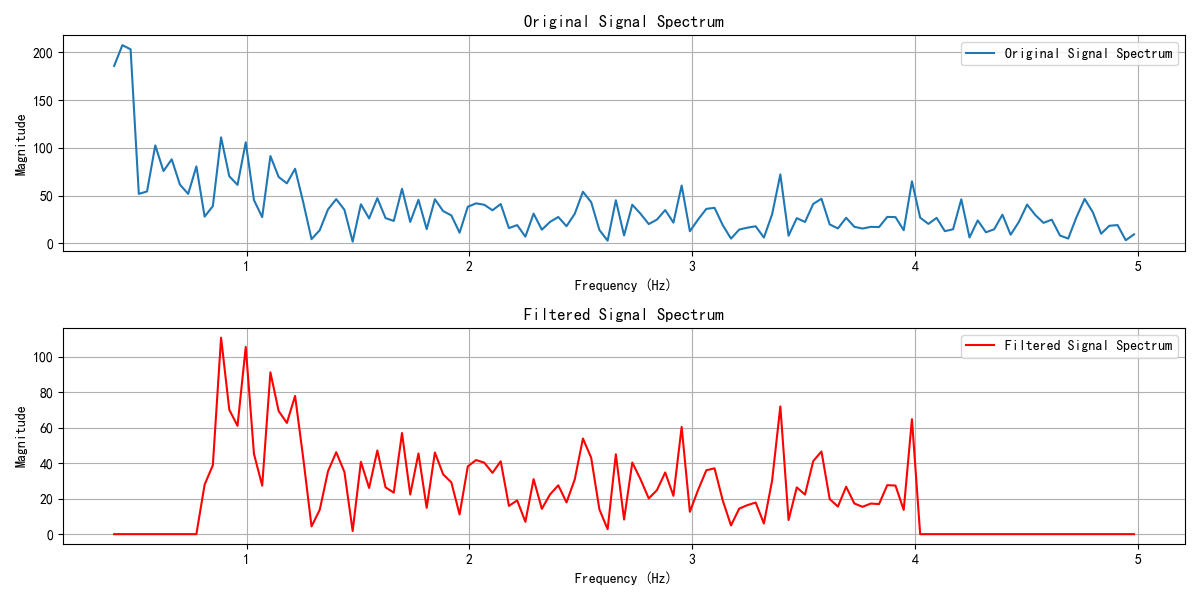 Original Signal Spectrum
200
150
100
50
0
Magnitude
Original Signal Spectrum
1 2 3 4 5
Frequency (Hz)
Filtered Signal Spectrum
100
80
60
40
20
0
Magnitude
Filtered Signal Spectrum
1 2 3 4 5
Frequency (Hz)